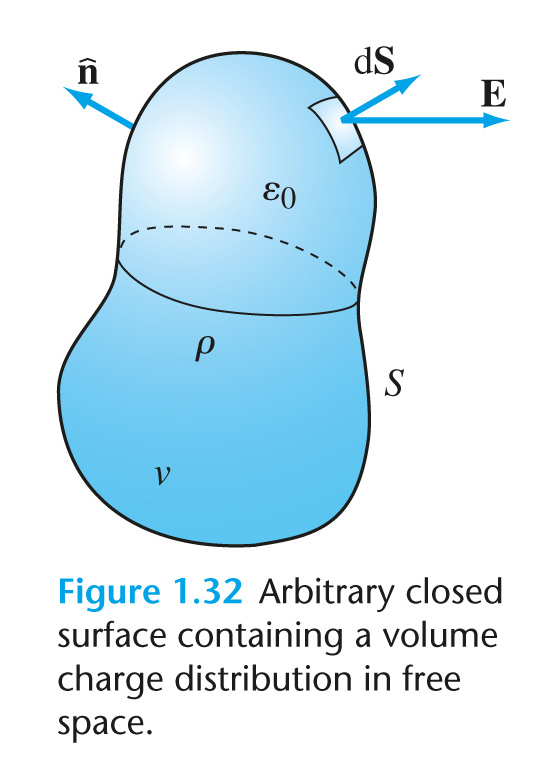 n̂
dS
E
ε0
ρ
S
v
Figure 1.32 Arbitrary closed
surface containing a volume
charge distribution in free
space.